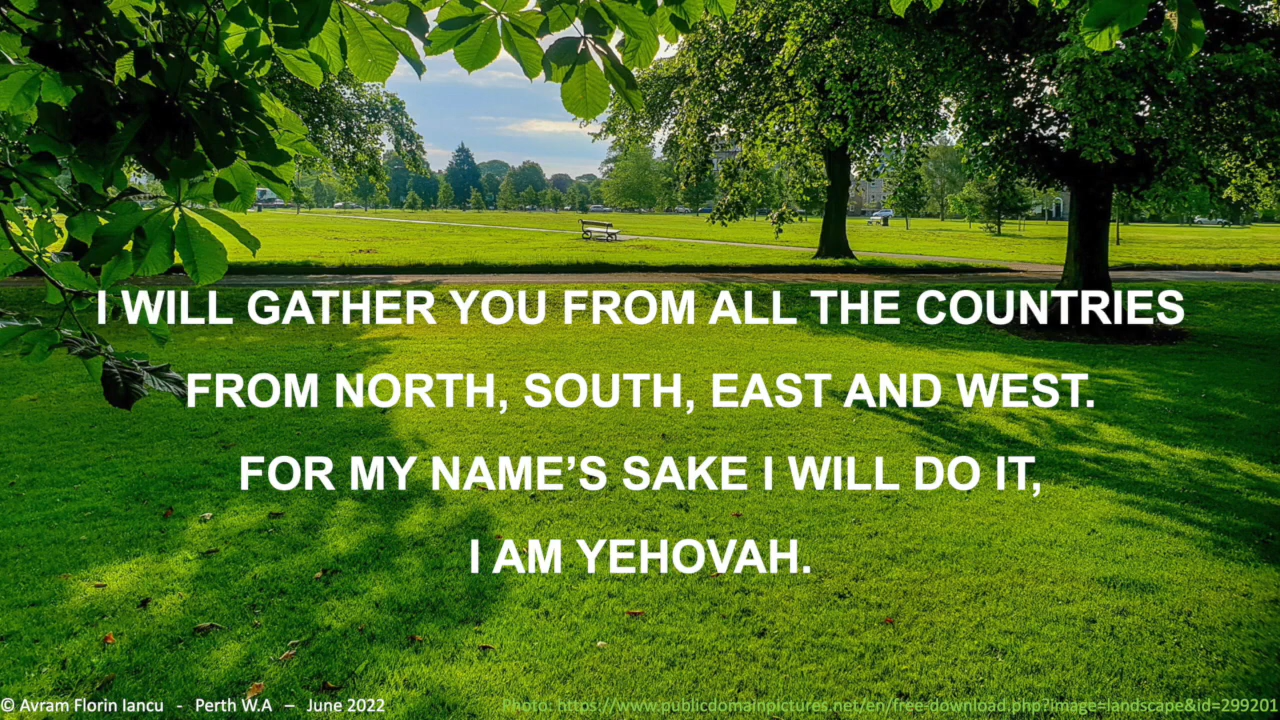 I WILL GATHER YOU FROM ALL THE COUNTRIES
FROM NORTH, SOUTH, EAST AND WEST.
FOR MY NAME’S SAKE I WILL DO IT,
I AM YEHOVAH.
© Avram Florin Iancu - Perth W.A – June 2022
Photo: https://www.publicdomainpictures.net/en/free-download.php?image=landscape&id=299201